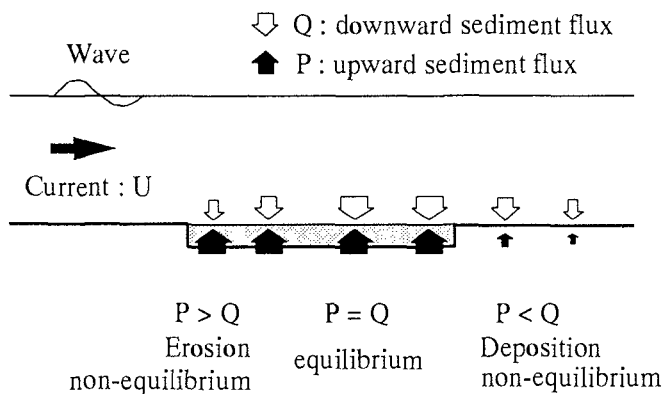 Q : downward sediment flux
Wave
P : upward sediment flux
Current : U
P > Q
P = Q
P < Q
Erosion
equilibrium
Deposition
non-equilibrium
non-equilibrium